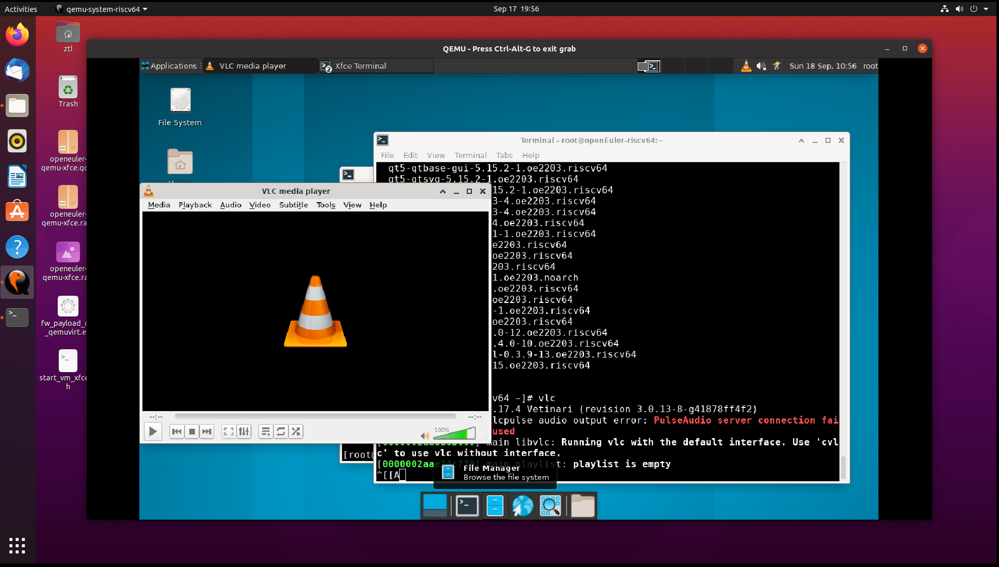 Activities
qemu-system-riscv64
Sep 17 19:56
ztl
Trash
openeuler-
qemu-xfce.qc
openeuler-
qemu-xfce.ra
openeuler-
qemu-xfce.ra
fw_payload_o
_qemuvirt.e
start_vm_xfce
h
QEMU - Press Ctrl-Alt-G to exit grab
Applications
VLC media player
2
Xfce Terminal
Sun 18 Sep, 10:56
root
File System
Terminal - root@openEuler-riscv64:~
File Edit View Terminal Tabs Help
qt5-qtbase-gui-5.15.2-1.oe2203.riscv64
qt5-qtsvg-5.15.2-1.oe2203.riscv64
15.2-1.oe2203.riscv64
3-4.oe2203.riscv64
3-4.oe2203.riscv64
4.oe2203.riscv64
1-1.oe2203.riscv64
e2203.riscv64
oe2203.riscv64
203.riscv64
1.oe2203.noarch
.oe2203.riscv64
oe2203.riscv64
-1.oe2203.riscv64
oe2203.riscv64
.0-12.oe2203.riscv64
.4.0-10.oe2203.riscv64
l-0.3.9-13.oe2203.riscv64
15.oe2203.riscv64
v64 ~]# vlc
.17.4 Vetinari (revision 3.0.13-8-g41878ff4f2)
lcpulse audio output error: PulseAudio server connection fai
used
main libvlc: Running vlc with the default interface. Use 'cvl
c' to use vlc without interface.
[0000002aae24c770] main playlist: playlist is empty
^[[A
VLC media player
Media Playback Audio Video Subtitle Tools View Help
--:-- --:--
100%
[root@
File Manager
Browse the file system